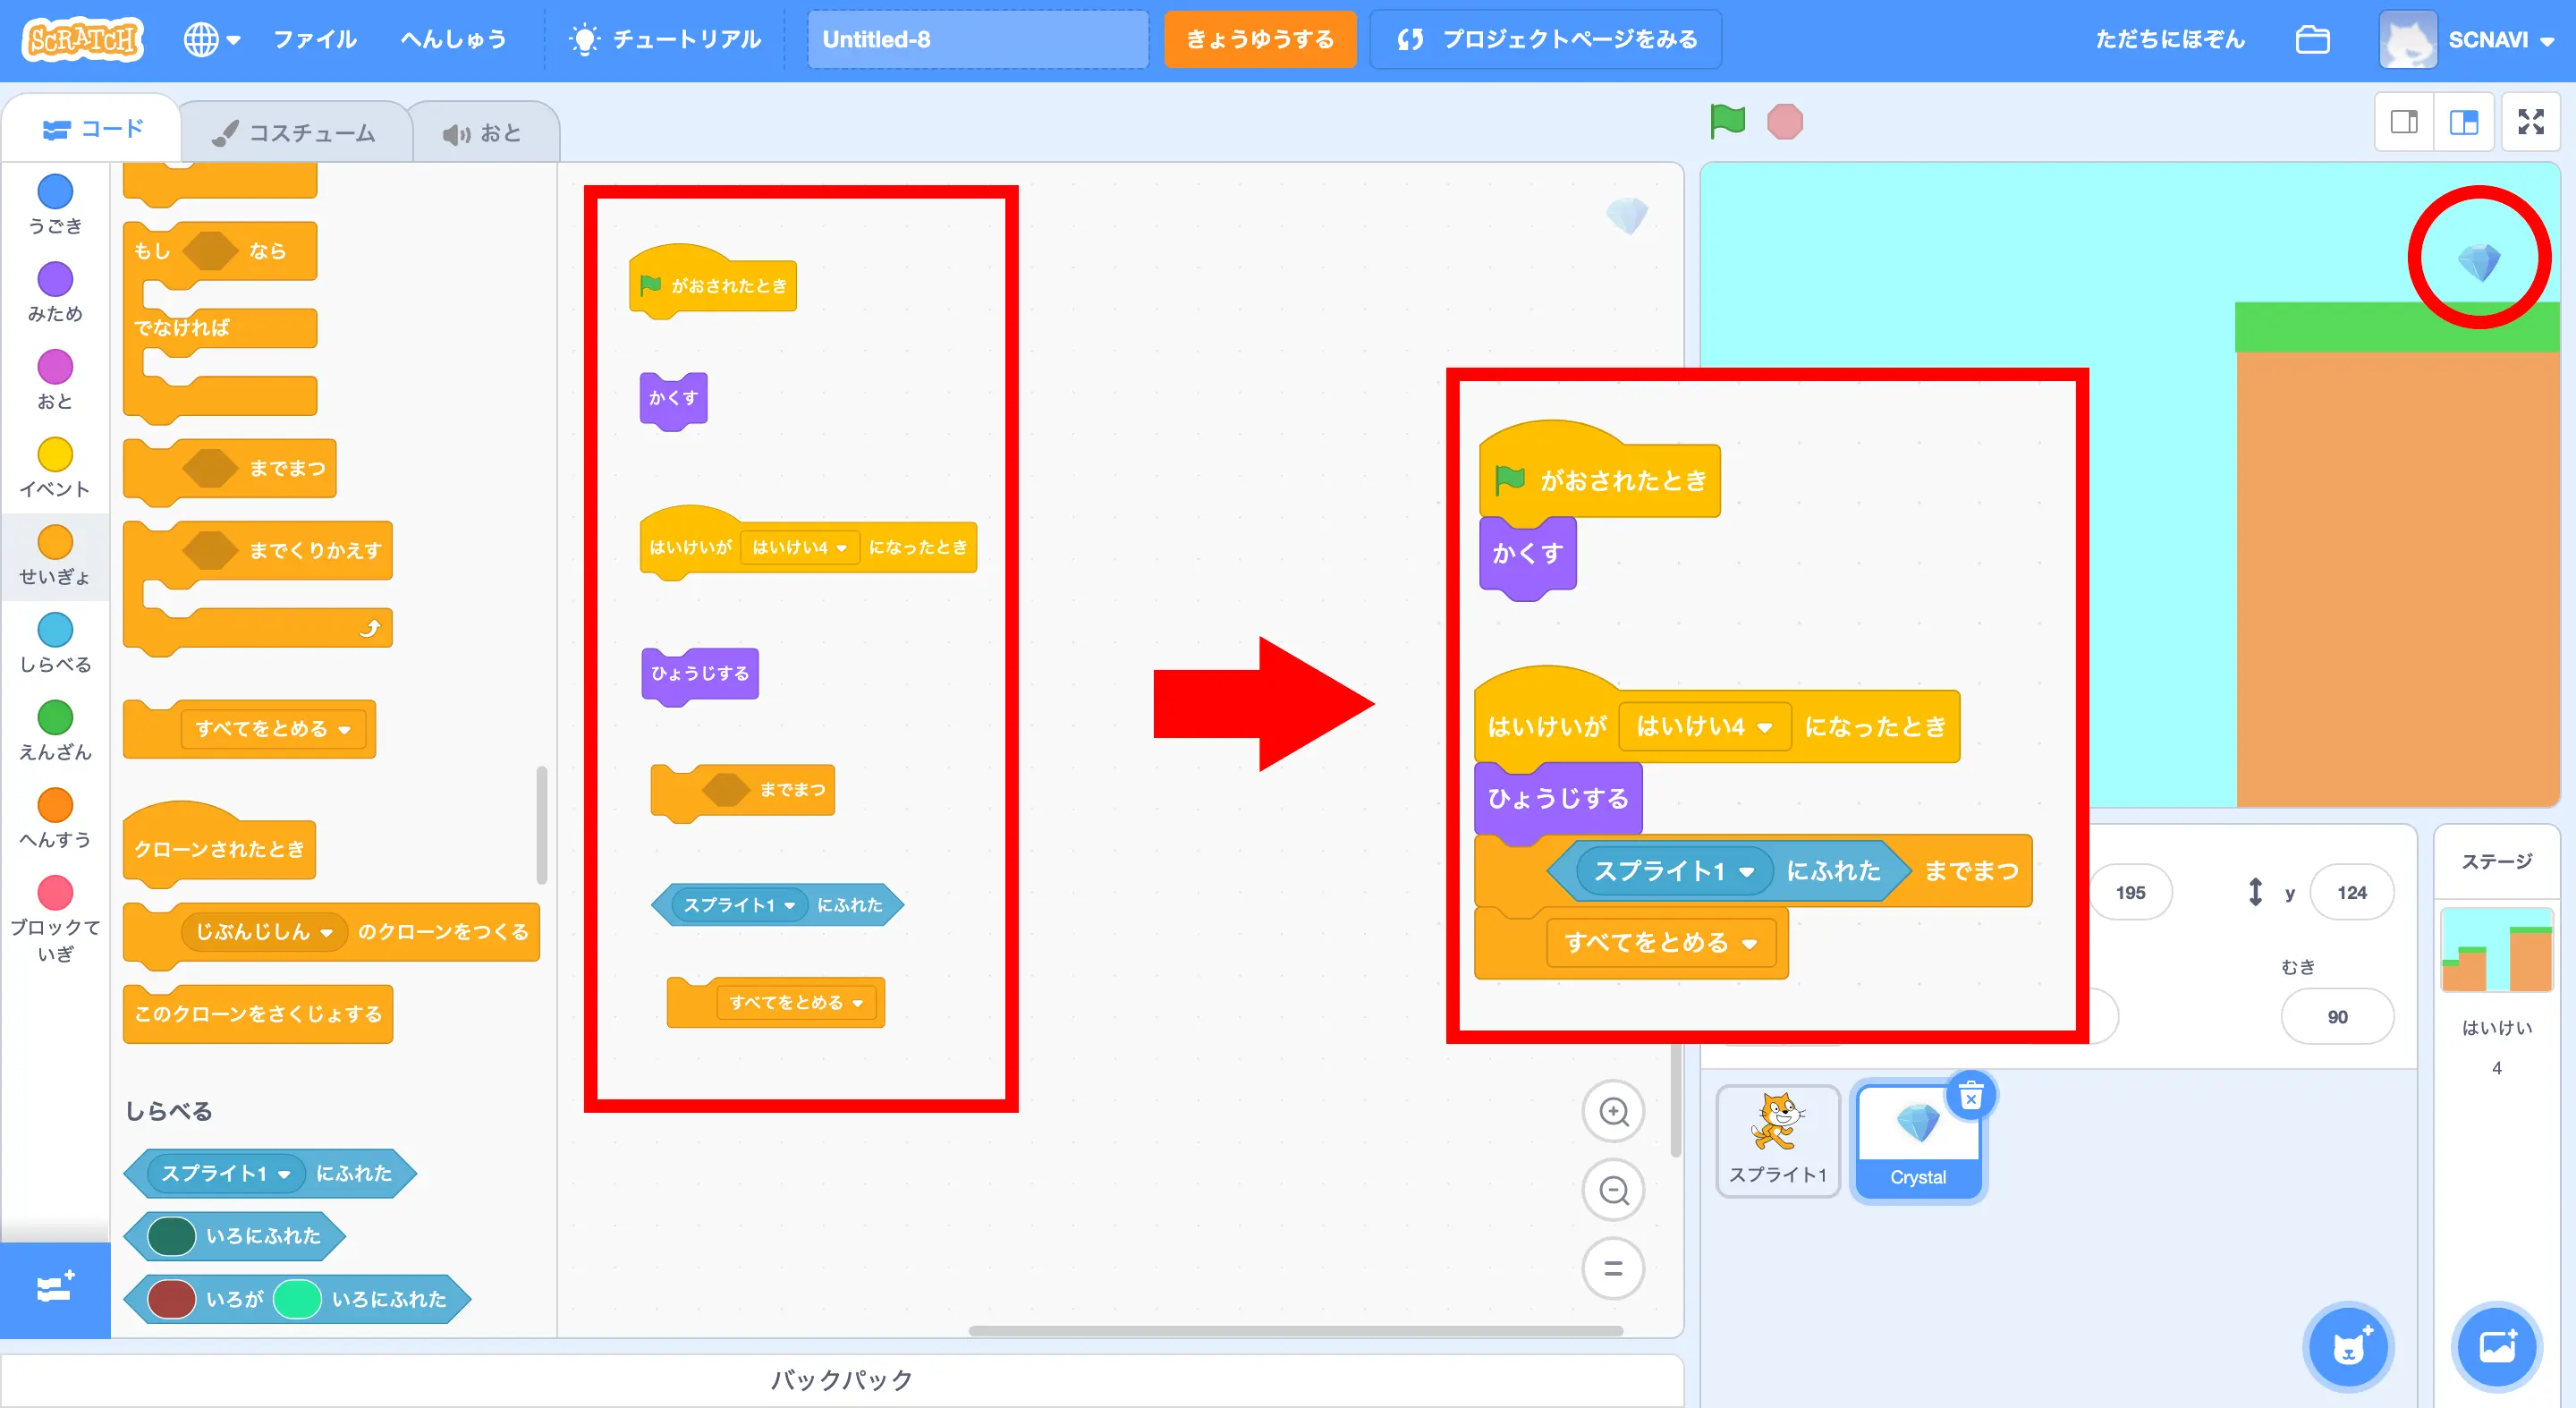 SCRATCH
ファイル
へんしゅう
チュートリアル
Untitled-8
きょうゆうする
プロジェクトページをみる
ただちにほぞん
SCNAVI
コード
コスチューム
おと
うごき
みため
おと
イベント
せいぎょ
しらべる
えんざん
へんすう
ブロックて
いぎ
もし なら
でなければ
までまつ
までくりかえす
すべてをとめる
クローンされたとき
じぶんじしん のクローンをつくる
このクローンをさくじょする
しらべる
スプライト1 にふれた
いろにふれた
いろが いろにふれた
がおされたとき
かくす
はいけいが はいけい4 になったとき
ひょうじする
までまつ
スプライト1 にふれた
すべてをとめる
がおされたとき
かくす
はいけいが はいけい4 になったとき
ひょうじする
スプライト1 にふれた までまつ
すべてをとめる
195
y 124
むき
90
スプライト1
Crystal
ステージ
はいけい
4
バックパック